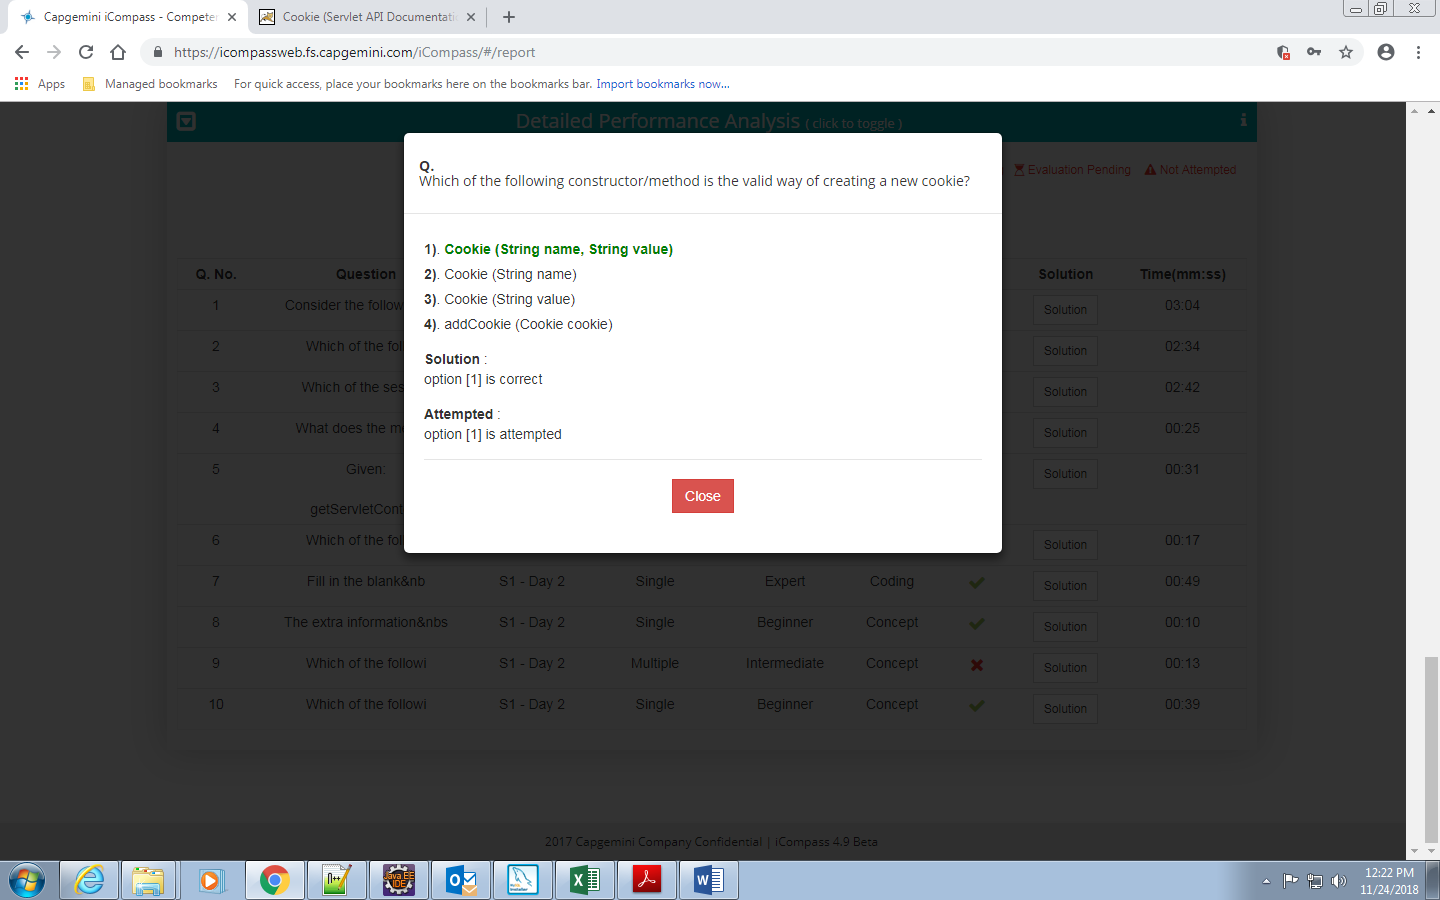 Capgemini iCompass - Competen
Cookie (Servlet API Documentatio
https://icompassweb.fs.capgemini.com/iCompass/#/report
Apps
Managed bookmarks
For quick access, place your bookmarks here on the bookmarks bar. Import bookmarks now...
Detailed Performance Analysis ( click to toggle )
Evaluation Pending
Not Attempted
Q.
Which of the following constructor/method is the valid way of creating a new cookie?
1). Cookie (String name, String value)
2). Cookie (String name)
3). Cookie (String value)
4). addCookie (Cookie cookie)
Solution :
option [1] is correct
Attempted :
option [1] is attempted
Close
Q. No. Question Solution Time(mm:ss)
1 Consider the follow Solution 03:04
2 Which of the fol Solution 02:34
3 Which of the ses Solution 02:42
4 What does the m Solution 00:25
5 Given: Solution 00:31
getServletCont
6 Which of the fol Solution 00:17
7 Fill in the blank&nb S1 - Day 2 Single Expert Coding Solution 00:49
8 The extra information&nbs S1 - Day 2 Single Beginner Concept Solution 00:10
9 Which of the followi S1 - Day 2 Multiple Intermediate Concept Solution 00:13
10 Which of the followi S1 - Day 2 Single Beginner Concept Solution 00:39
2017 Capgemini Company Confidential | iCompass 4.9 Beta
Java EE
IDE
12:22 PM
11/24/2018